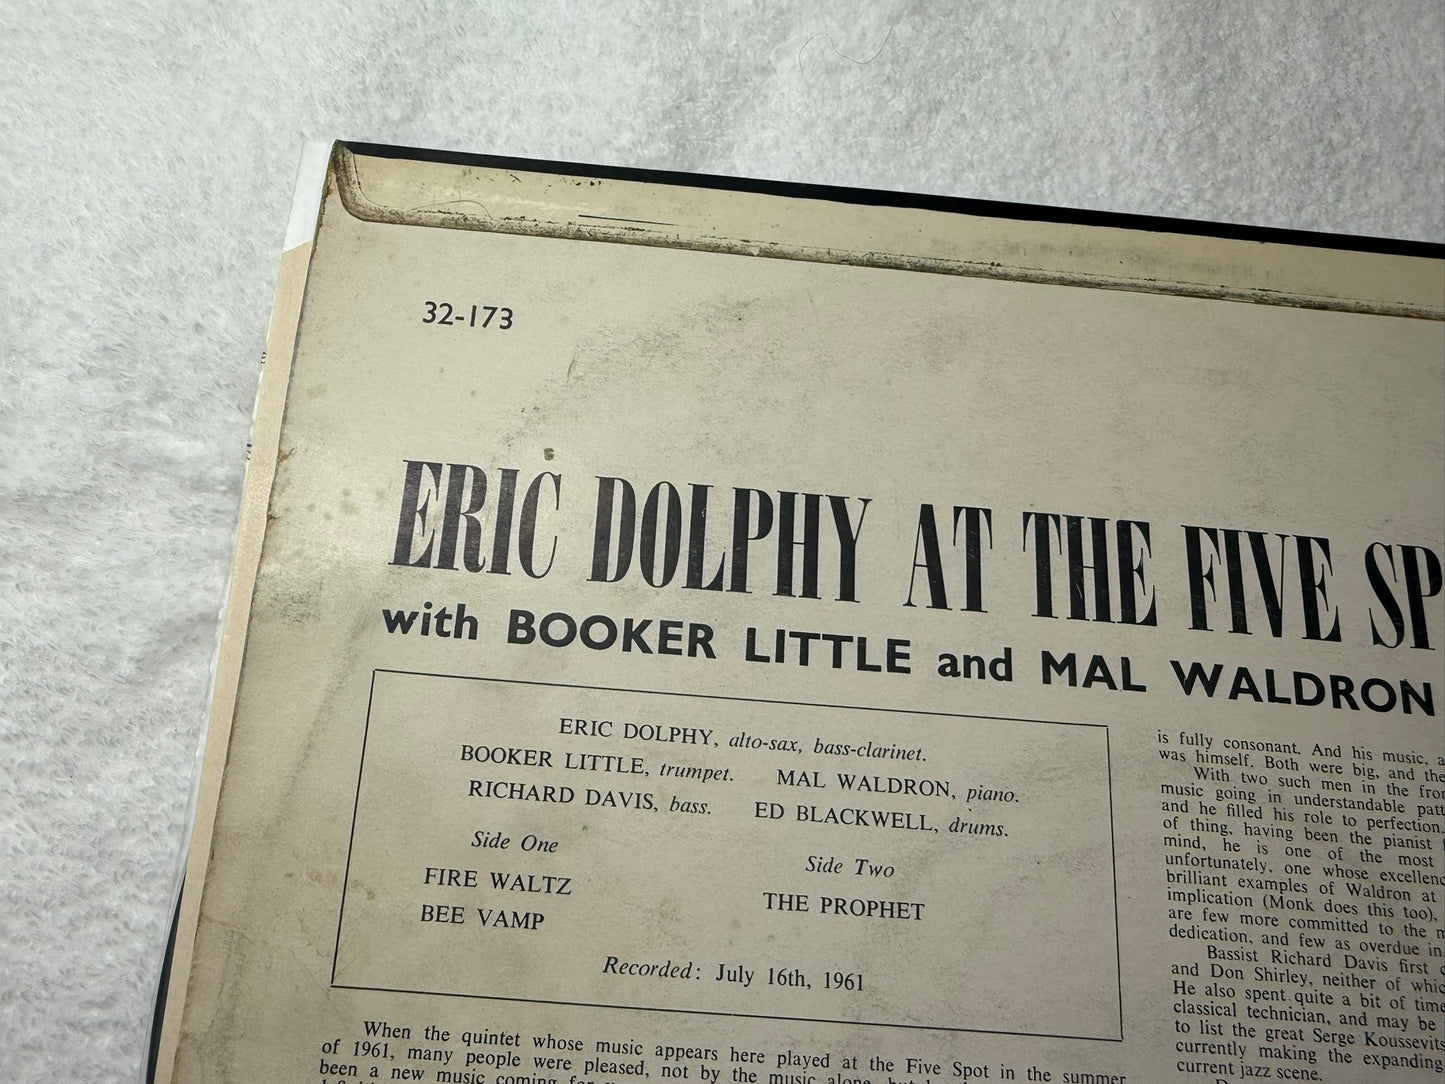 32-173
ERIC DOLPHY AT THE FIVE SP
with BOOKER LITTLE and MAL WALDRON
ERIC DOLPHY, alto-sax, bass-clarinet.
BOOKER LITTLE, trumpet. MAL WALDRON, piano.
RICHARD DAVIS, bass. ED BLACKWELL, drums.
Side One
FIRE WALTZ
BEE VAMP
Side Two
THE PROPHET
Recorded: July 16th, 1961
When the quintet whose music appears here played at the Five Spot in the summer
of 1961, many people were pleased, not by the music alone,
been a new music coming
is fully consonant. And his music, a
was himself. Both were big, and the
With two such men in the fron
music going in understandable patt
and he filled his role to perfection.
of thing, having been the pianist
mind, he is one of the most
unfortunately, one whose excellenc
brilliant examples of Waldron at
implication (Monk does this too),
are few more committed to the m
dedication, and few as overdue in
Bassist Richard Davis first
and Don Shirley, neither of whic
He also spent quite a bit of time
classical technician, and may be
to list the great Serge Koussevits
currently making the expanding
current jazz scene.